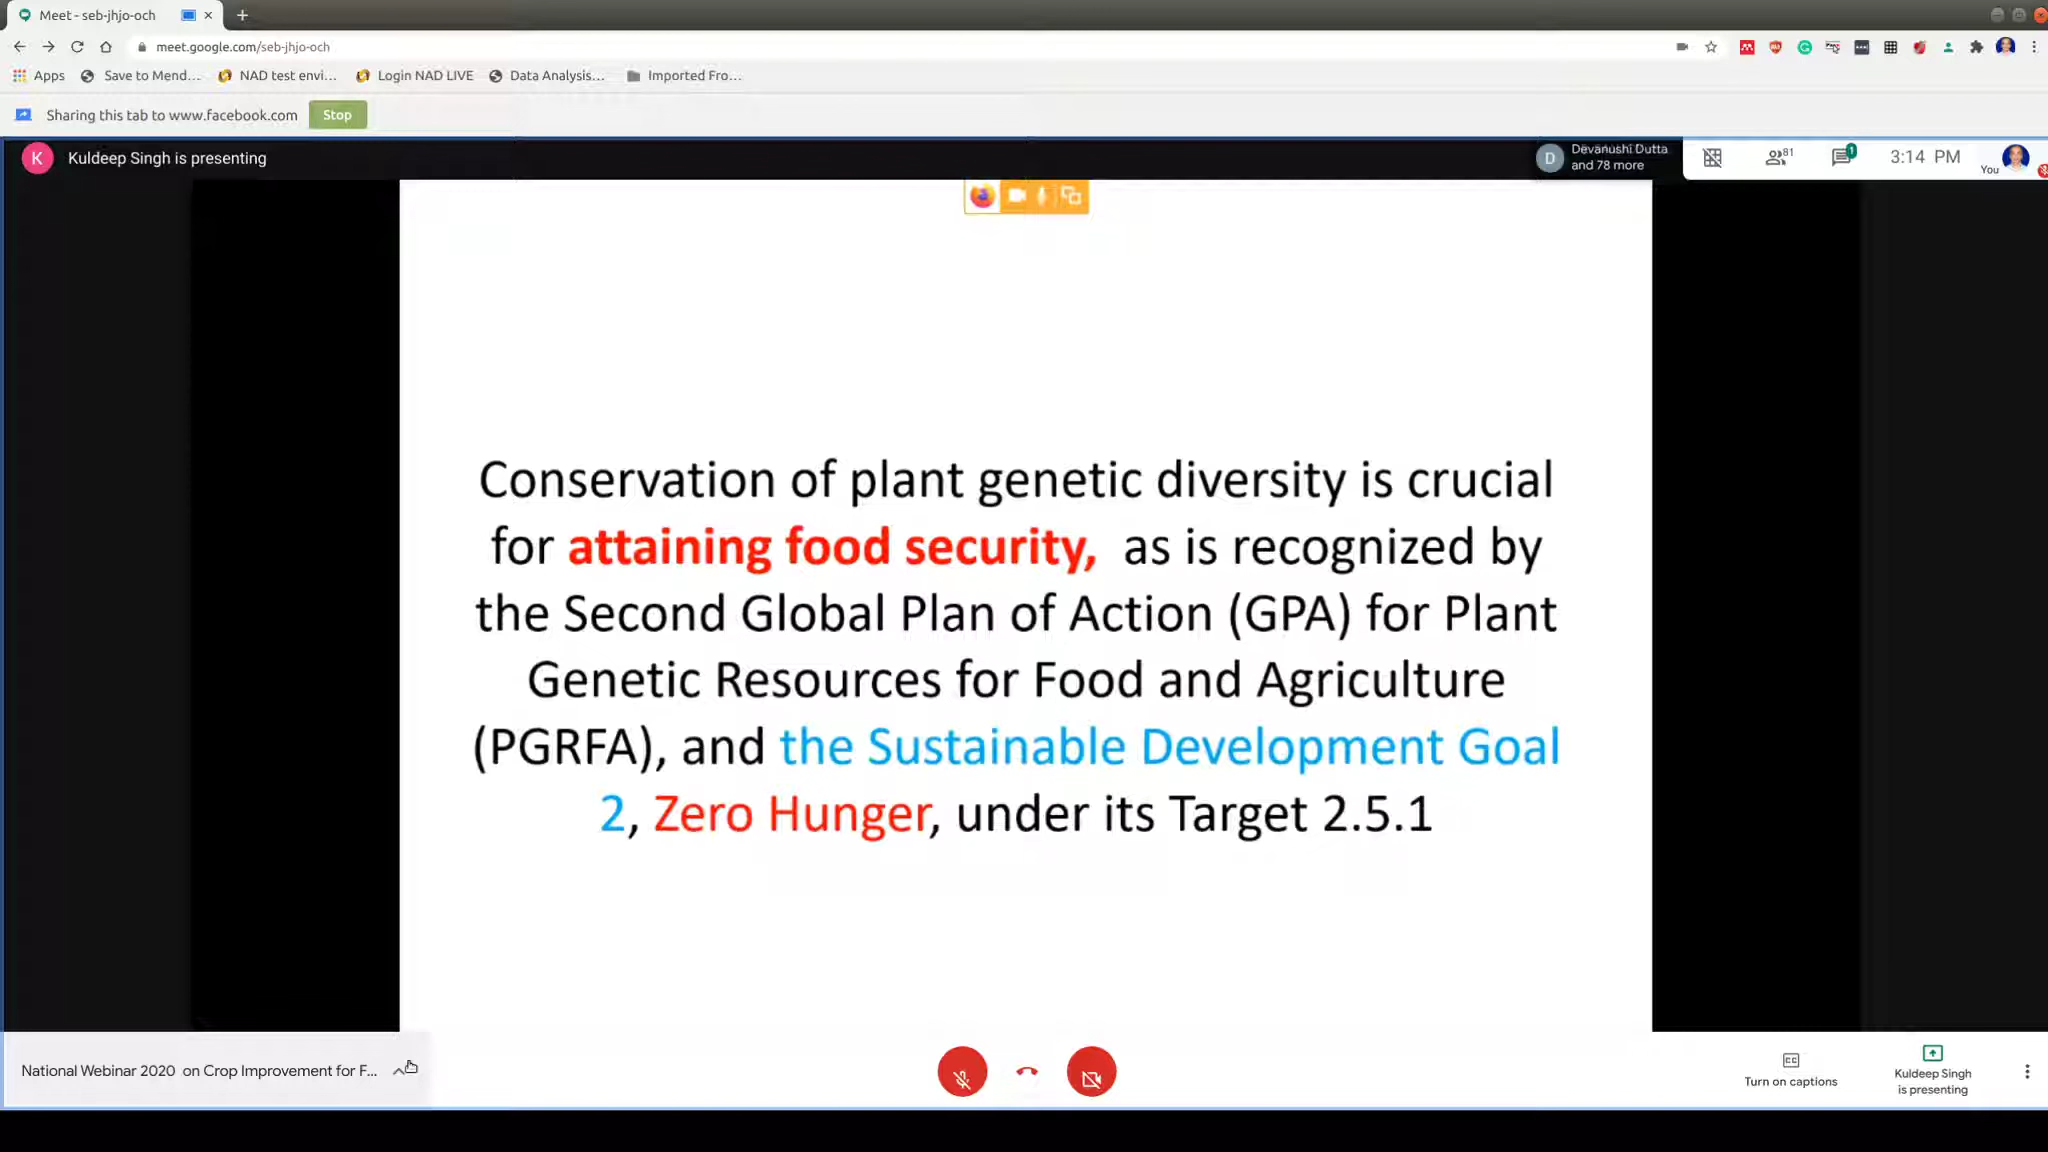 Meet - seb-jhjo-och
meet.google.com/seb-jhjo-och
Apps Save to Mend... NAD test envi... Login NAD LIVE Data Analysis... Imported Fro...
Sharing this tab to www.facebook.com Stop
K Kuldeep Singh is presenting
D Devanushi Dutta
and 78 more
81 1 3:14 PM
You
Conservation of plant genetic diversity is crucial
for attaining food security, as is recognized by
the Second Global Plan of Action (GPA) for Plant
Genetic Resources for Food and Agriculture
(PGRFA), and the Sustainable Development Goal
2, Zero Hunger, under its Target 2.5.1
National Webinar 2020 on Crop Improvement for F...
CC
Turn on captions
Kuldeep Singh
is presenting